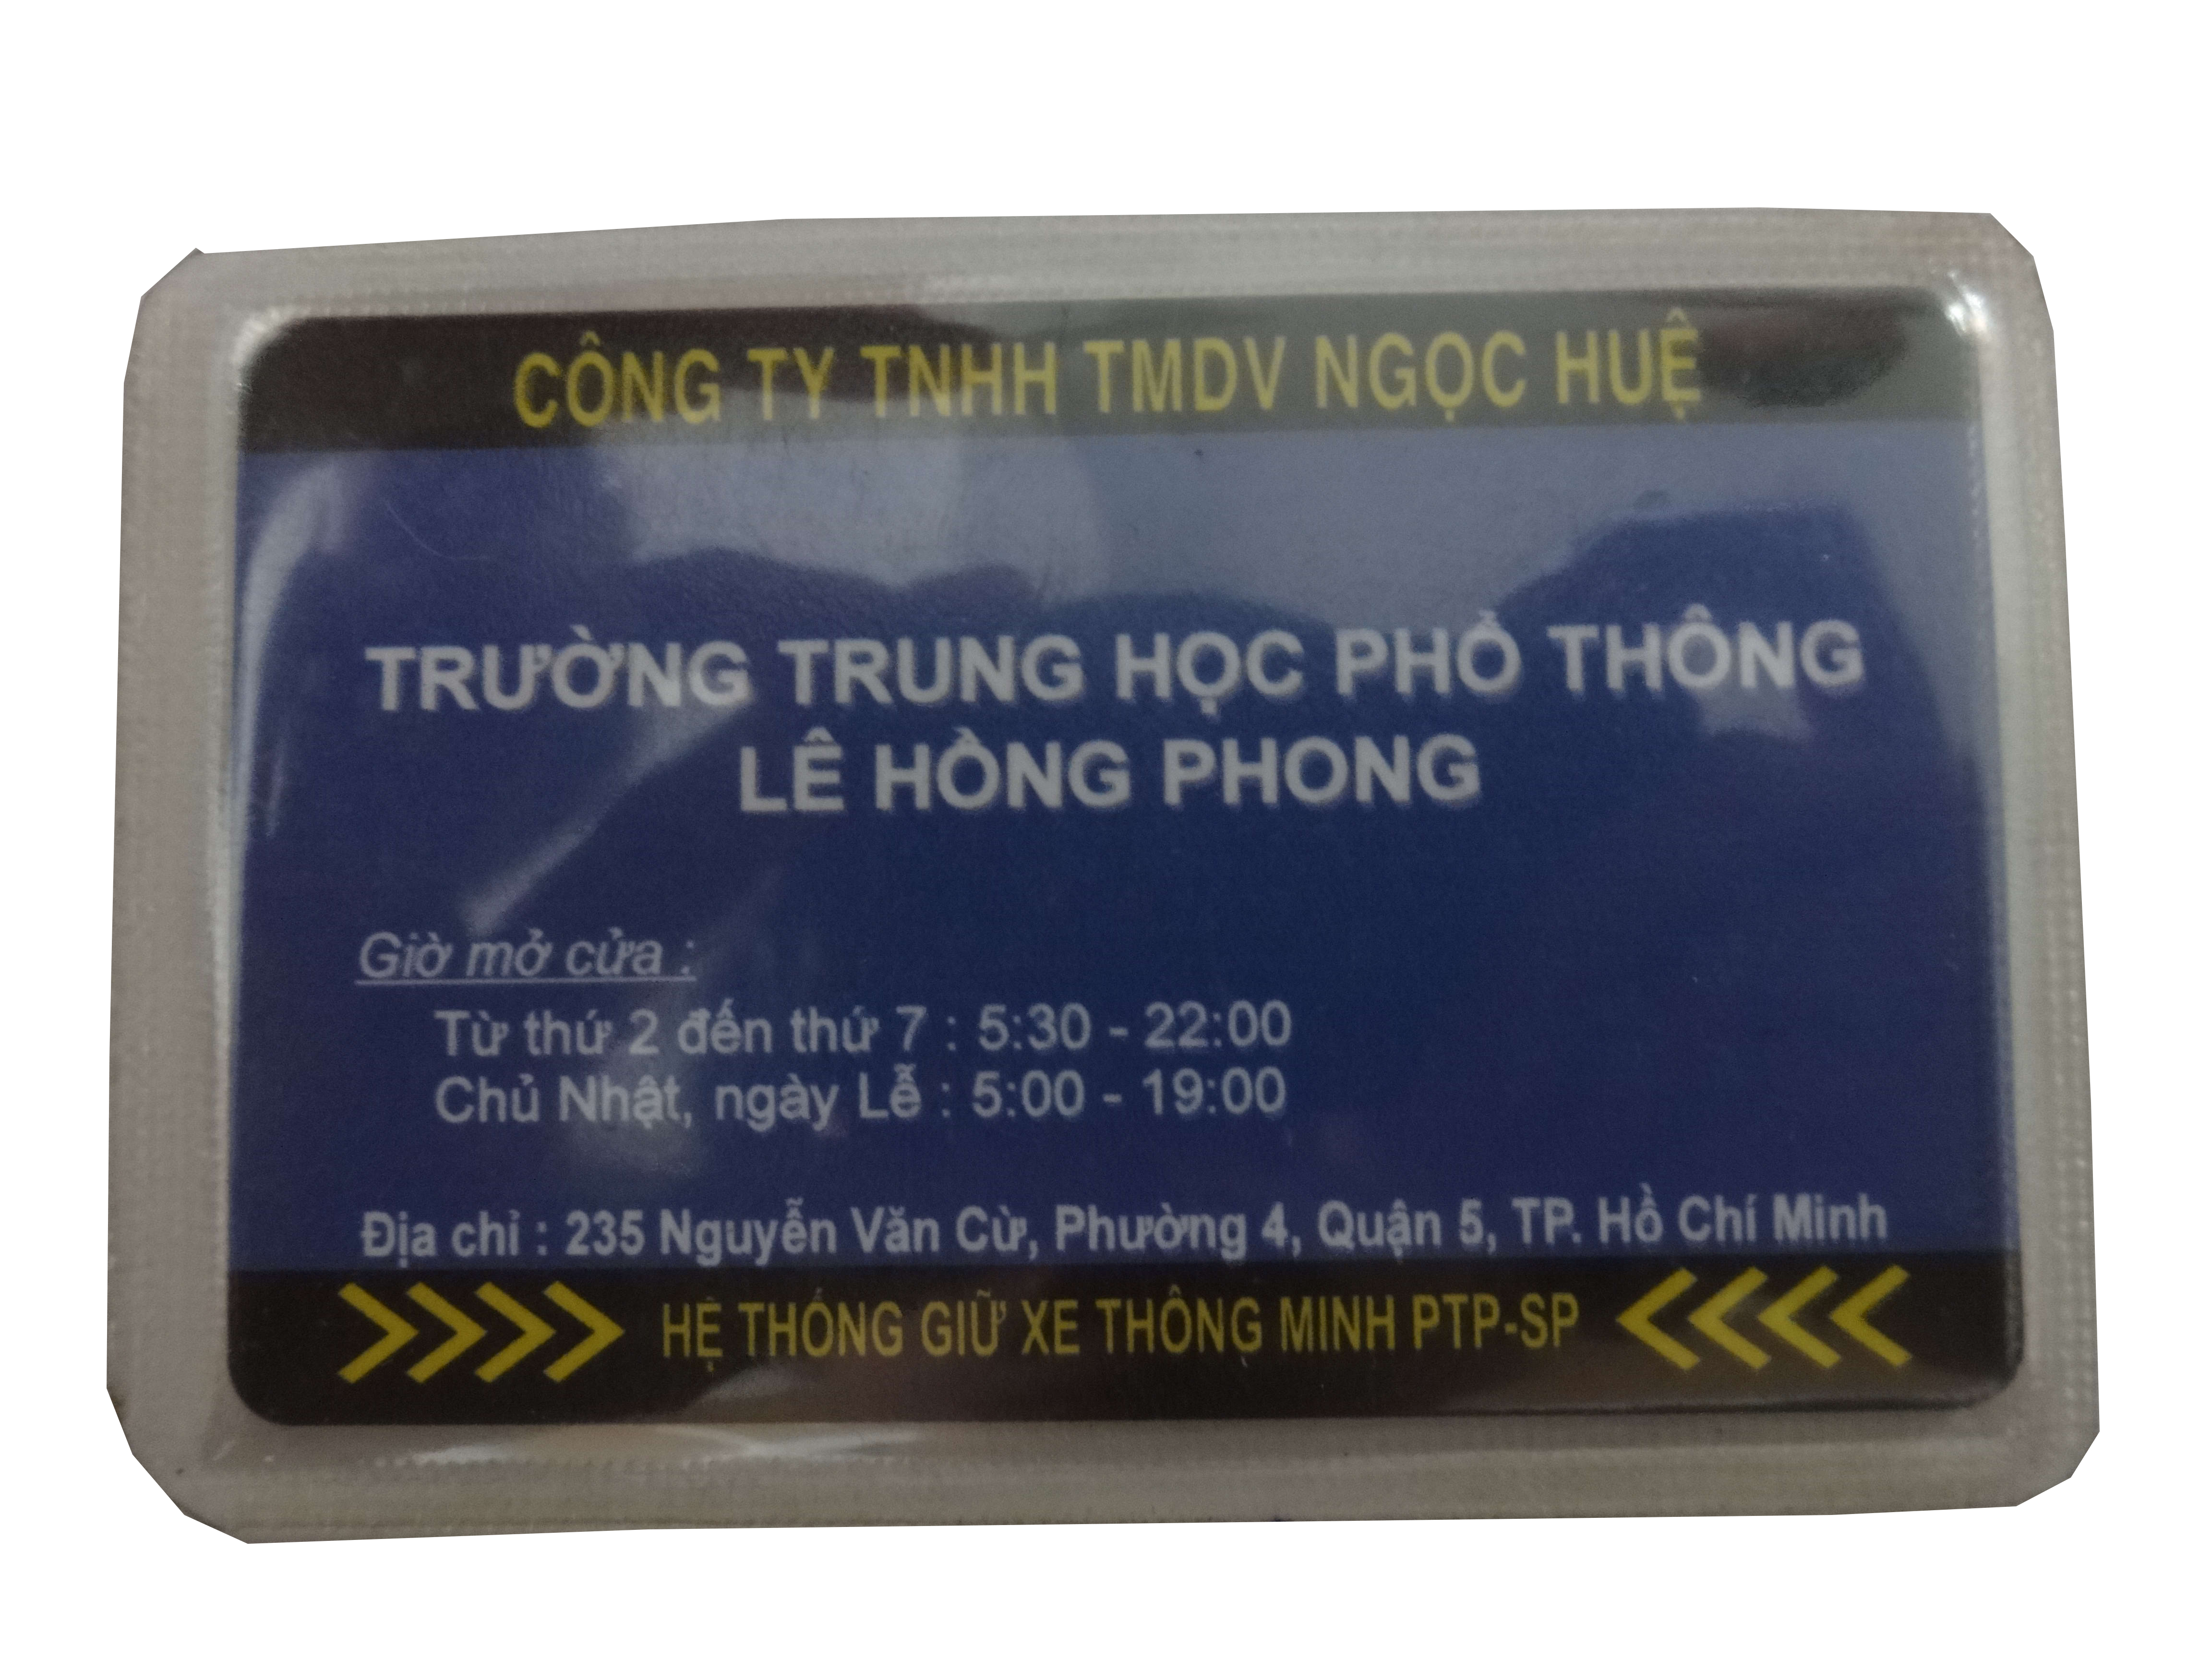 CÔNG TY TNHH TMDV NGỌC HUỆ
TRƯỜNG TRUNG HỌC PHỔ THÔNG
LÊ HỒNG PHONG
Giờ mở cửa :
Từ thứ 2 đến thứ 7 : 5:30 - 22:00
Chủ Nhật, ngày Lễ : 5:00 - 19:00
Địa chỉ : 235 Nguyễn Văn Cừ, Phường 4, Quận 5, TP. Hồ Chí Minh
HỆ THỐNG GIỮ XE THÔNG MINH PTP-SP